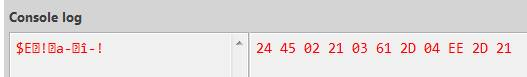 Console log
$E␂!␃a-␄î-!
24 45 02 21 03 61 2D 04 EE 2D 21